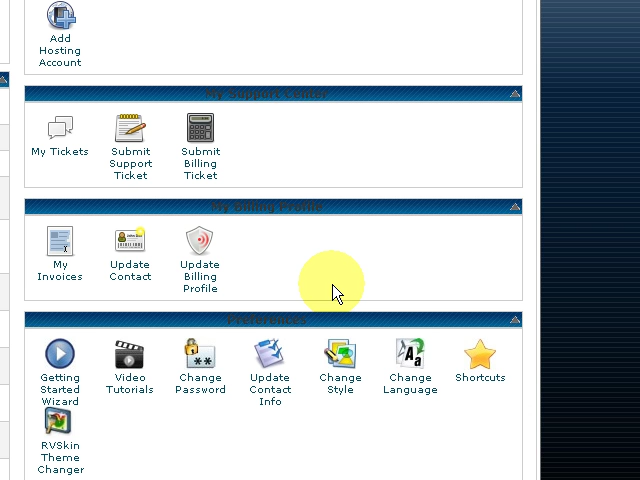 Add
Hosting
Account
My Support Center
My Tickets
Submit
Support
Ticket
Submit
Billing
Ticket
My Billing Profile
My
Invoices
Update
Contact
Update
Billing
Profile
Preferences
Getting
Started
Wizard
Video
Tutorials
Change
Password
Update
Contact
Info
Change
Style
Change
Language
Shortcuts
RVSkin
Theme
Changer